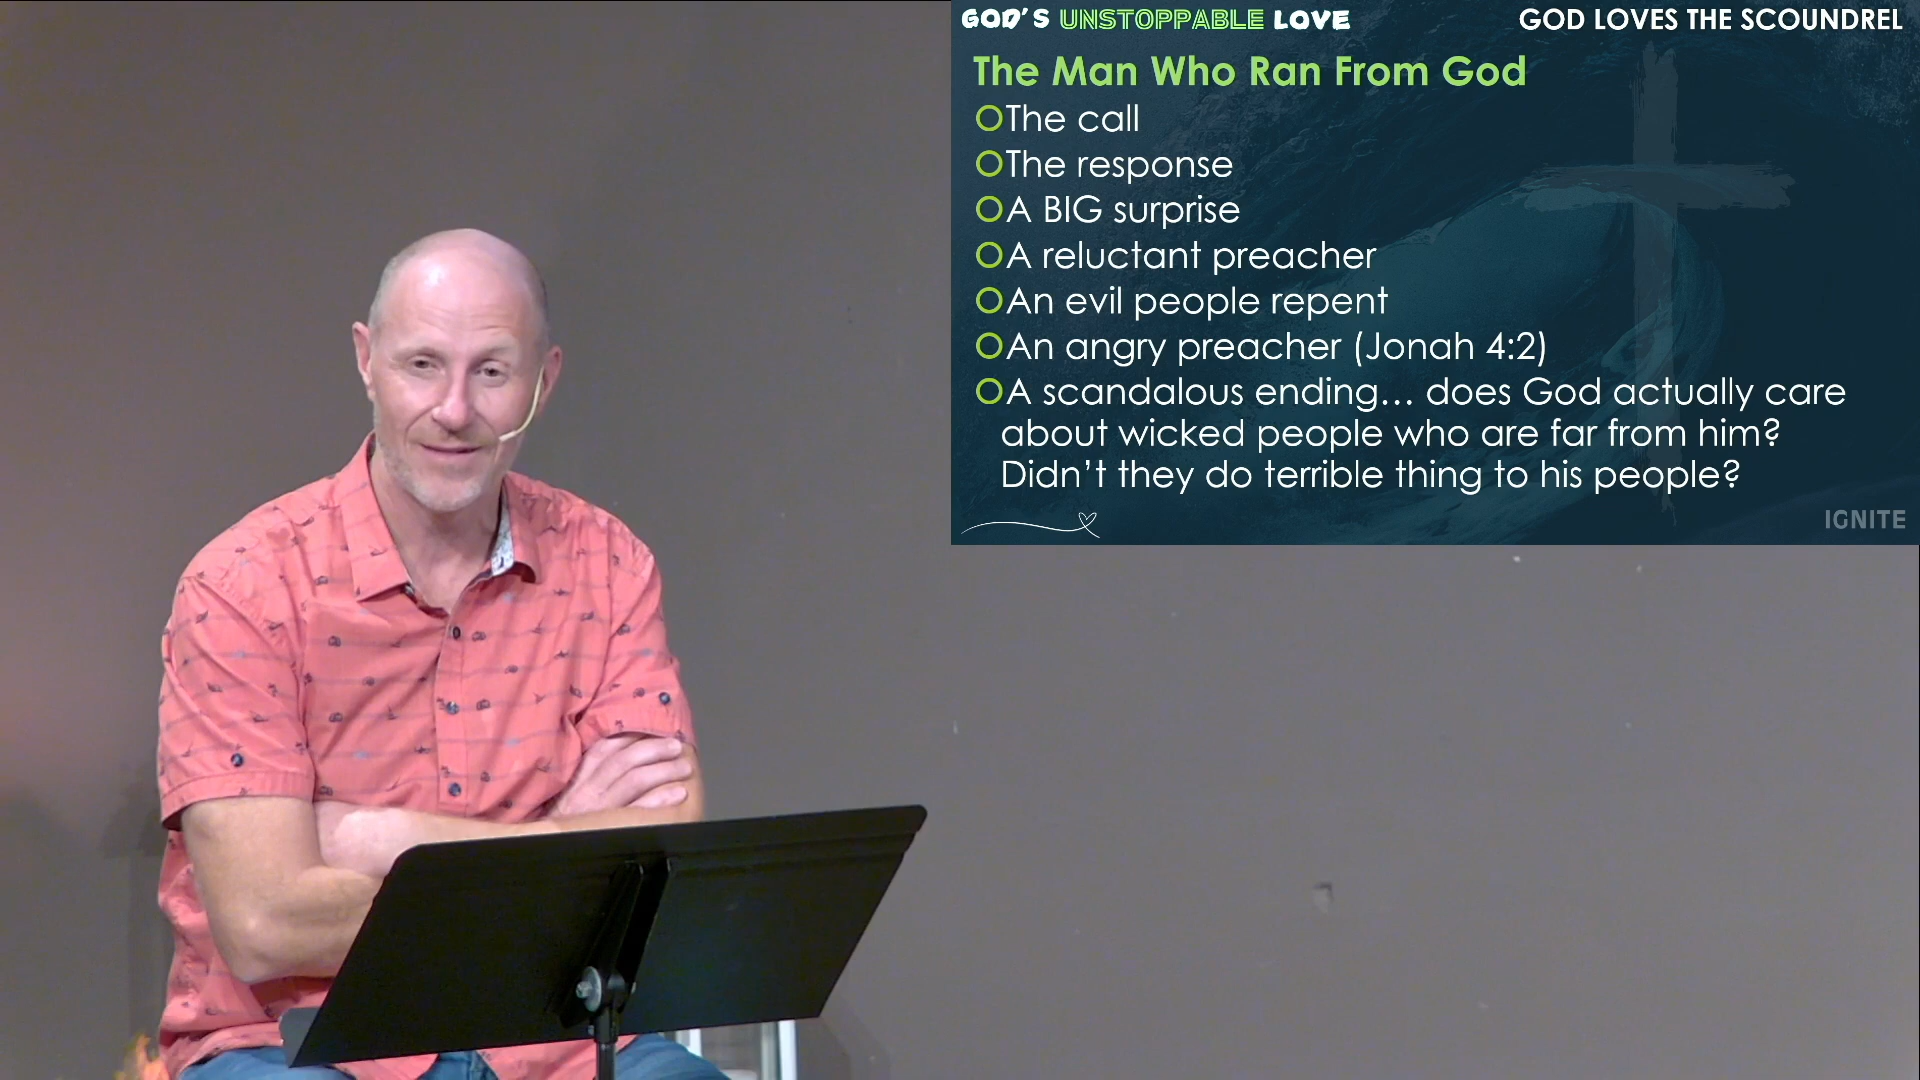 GOD'S UNSTOPPABLE LOVE
GOD LOVES THE SCOUNDREL
The Man Who Ran From God
The call
The response
A BIG surprise
A reluctant preacher
An evil people repent
An angry preacher (Jonah 4:2)
A scandalous ending... does God actually care
about wicked people who are far from him?
Didn't they do terrible thing to his people?
IGNITE